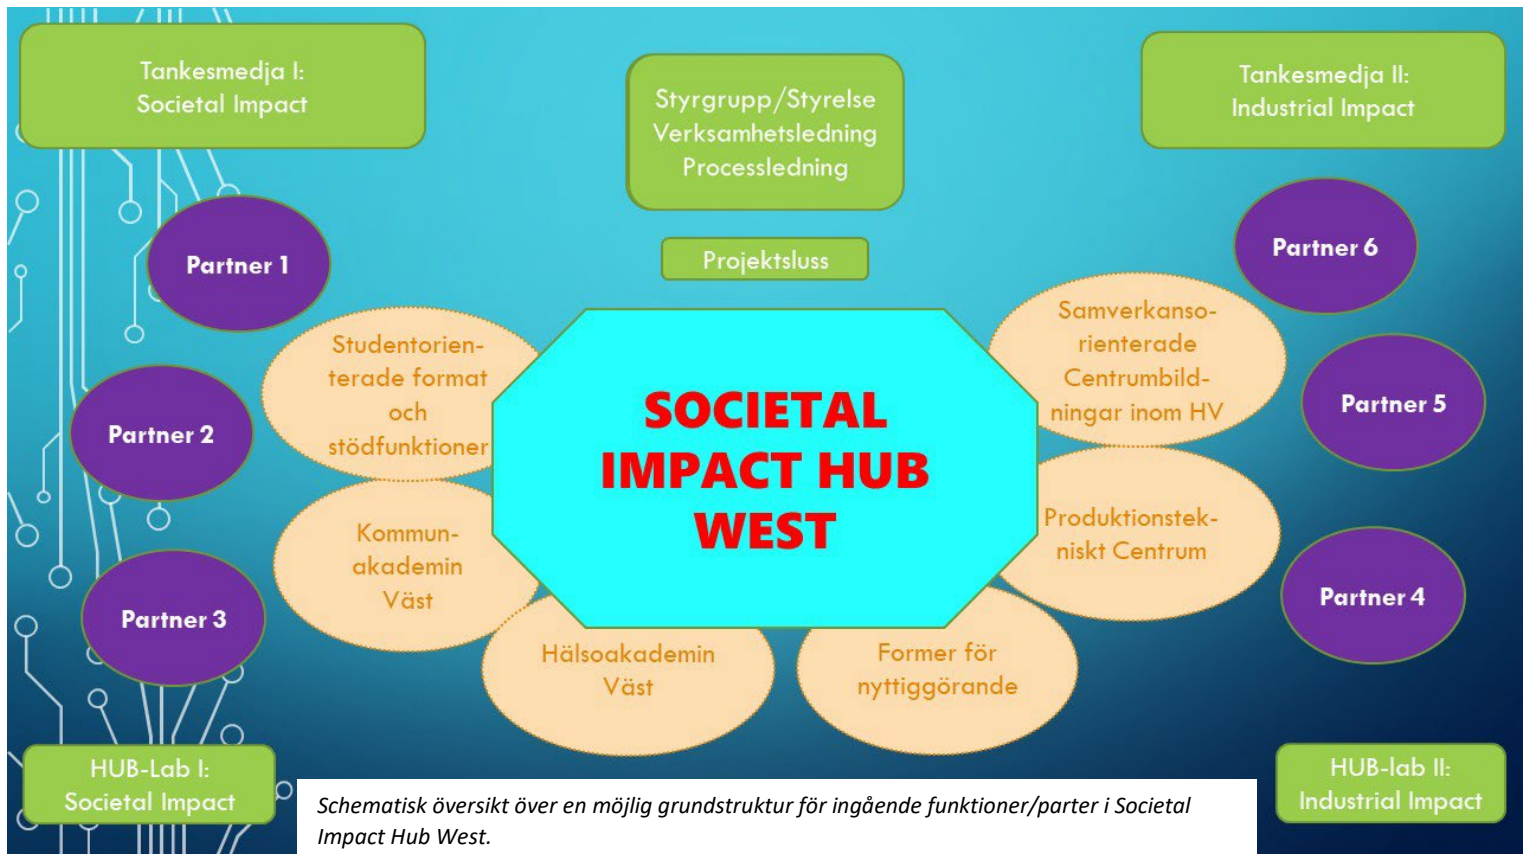 Tankesmedja I:
Societal Impact
Styrgrupp/Styrelse
Verksamhetsledning
Processledning
Tankesmedja II:
Industrial Impact
Projektsluss
Partner 1
Partner 2
Partner 3
Partner 6
Partner 5
Partner 4
Studentorien-
terade format
och
stödfunktioner
Kommun-
akademin
Väst
Hälsoakademin
Väst
SOCIETAL
IMPACT HUB
WEST
Samverkanso-
rienterade
Centrumbild-
ningar inom HV
Produktionstek-
niskt Centrum
Former för
nyttiggörande
HUB-Lab I:
Societal Impact
HUB-lab II:
Industrial Impact
Schematisk översikt över en möjlig grundstruktur för ingående funktioner/parter i Societal
Impact Hub West.